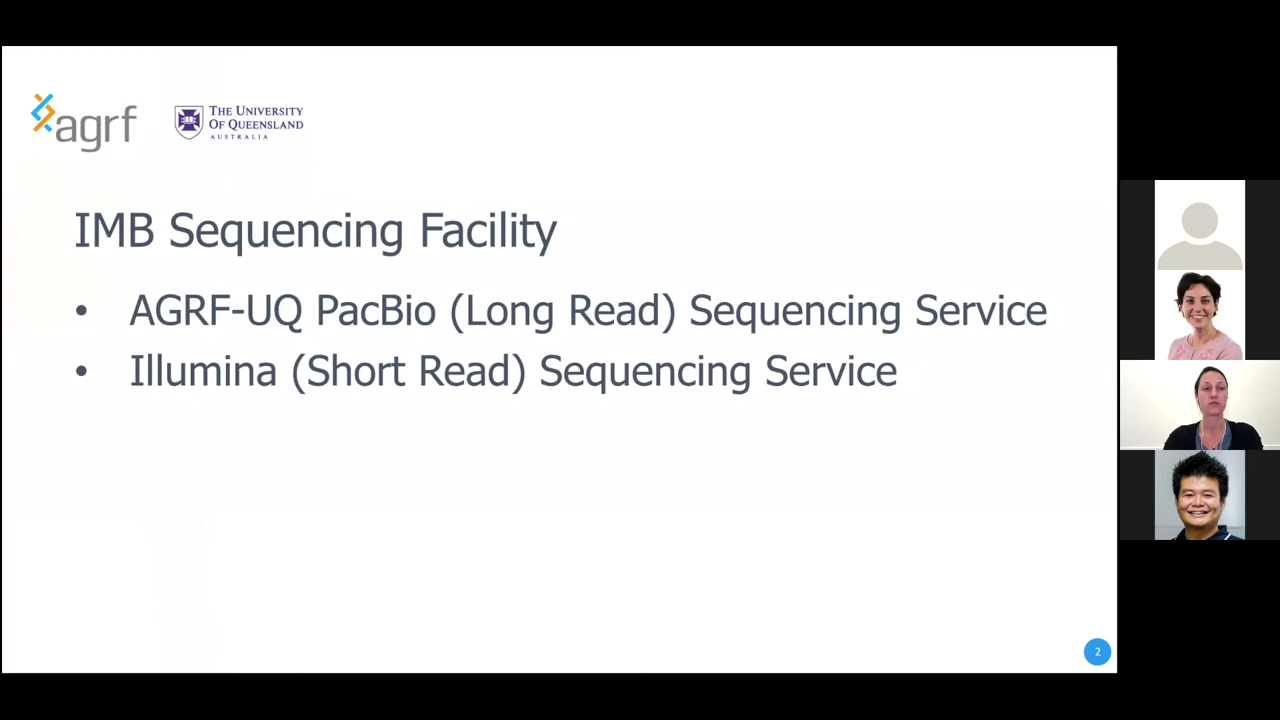 agrf
THE UNIVERSITY
OF QUEENSLAND
AUSTRALIA
IMB Sequencing Facility
• AGRF-UQ PacBio (Long Read) Sequencing Service
• Illumina (Short Read) Sequencing Service
2